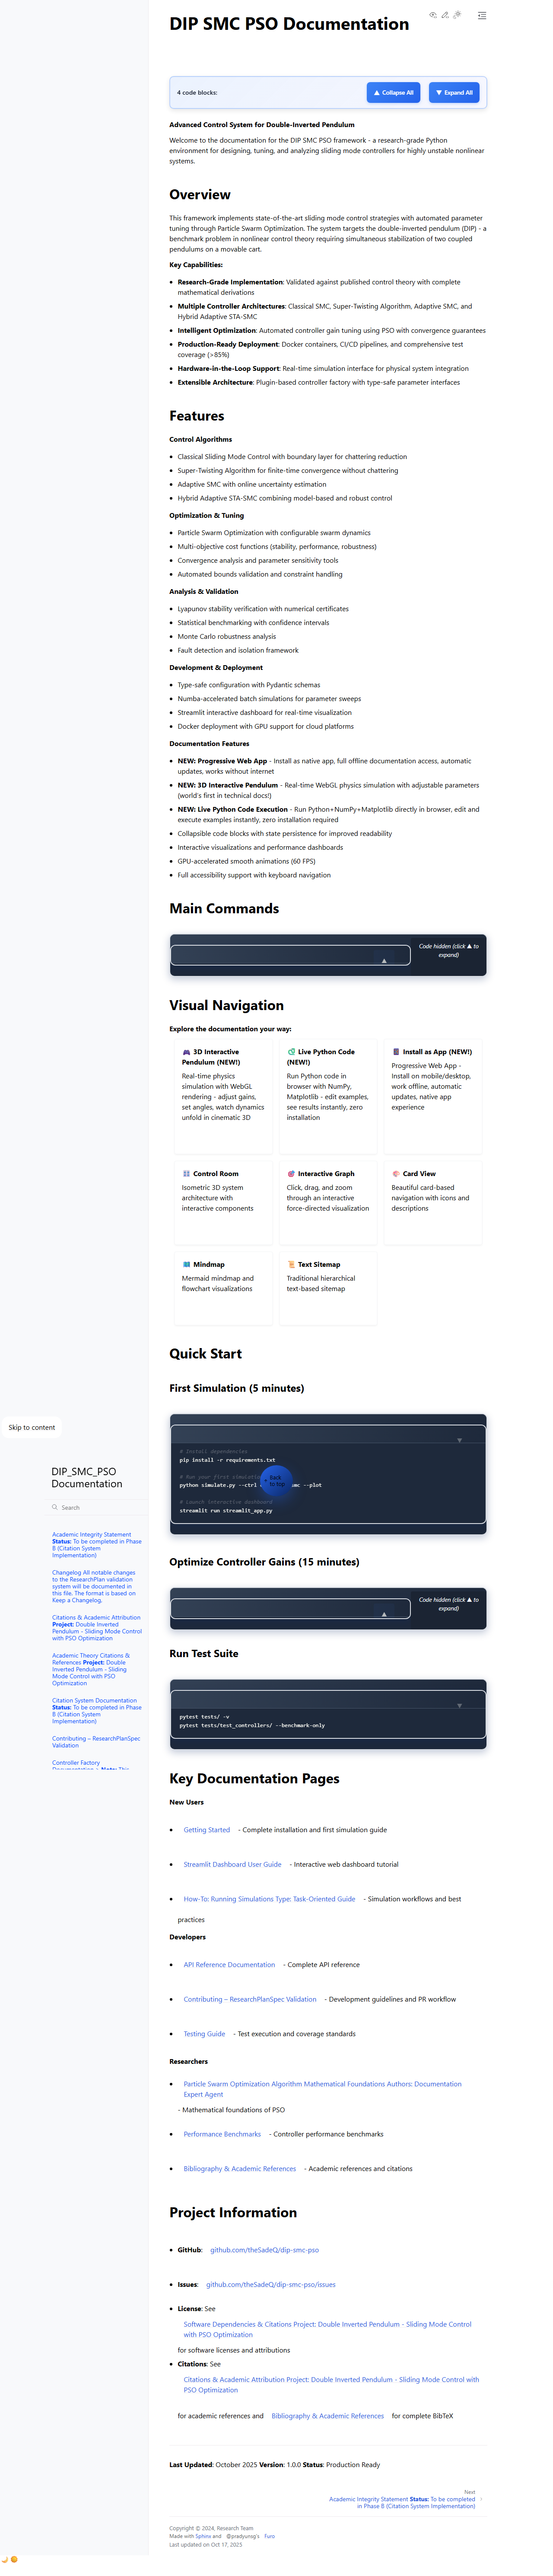 DIP SMC PSO Documentation
4 code blocks:
▲ Collapse All
▼ Expand All
Advanced Control System for Double-Inverted Pendulum
Welcome to the documentation for the DIP SMC PSO framework - a research-grade Python
environment for designing, tuning, and analyzing sliding mode controllers for highly unstable nonlinear
systems.
Overview
This framework implements state-of-the-art sliding mode control strategies with automated parameter
tuning through Particle Swarm Optimization. The system targets the double-inverted pendulum (DIP) - a
benchmark problem in nonlinear control theory requiring simultaneous stabilization of two coupled
pendulums on a movable cart.
Key Capabilities:
• Research-Grade Implementation: Validated against published control theory with complete
mathematical derivations
• Multiple Controller Architectures: Classical SMC, Super-Twisting Algorithm, Adaptive SMC, and
Hybrid Adaptive STA-SMC
• Intelligent Optimization: Automated controller gain tuning using PSO with convergence guarantees
• Production-Ready Deployment: Docker containers, CI/CD pipelines, and comprehensive test
coverage (>85%)
• Hardware-in-the-Loop Support: Real-time simulation interface for physical system integration
• Extensible Architecture: Plugin-based controller factory with type-safe parameter interfaces
Features
Control Algorithms
• Classical Sliding Mode Control with boundary layer for chattering reduction
• Super-Twisting Algorithm for finite-time convergence without chattering
• Adaptive SMC with online uncertainty estimation
• Hybrid Adaptive STA-SMC combining model-based and robust control
Optimization & Tuning
• Particle Swarm Optimization with configurable swarm dynamics
• Multi-objective cost functions (stability, performance, robustness)
• Convergence analysis and parameter sensitivity tools
• Automated bounds validation and constraint handling
Analysis & Validation
• Lyapunov stability verification with numerical certificates
• Statistical benchmarking with confidence intervals
• Monte Carlo robustness analysis
• Fault detection and isolation framework
Development & Deployment
• Type-safe configuration with Pydantic schemas
• Numba-accelerated batch simulations for parameter sweeps
• Streamlit interactive dashboard for real-time visualization
• Docker deployment with GPU support for cloud platforms
Documentation Features
• NEW: Progressive Web App - Install as native app, full offline documentation access, automatic
updates, works without internet
• NEW: 3D Interactive Pendulum - Real-time WebGL physics simulation with adjustable parameters
(world's first in technical docs!)
• NEW: Live Python Code Execution - Run Python+NumPy+Matplotlib directly in browser, edit and
execute examples instantly, zero installation required
• Collapsible code blocks with state persistence for improved readability
• Interactive visualizations and performance dashboards
• GPU-accelerated smooth animations (60 FPS)
• Full accessibility support with keyboard navigation
Main Commands
▲
Code hidden (click ▲ to
expand)
Visual Navigation
Explore the documentation your way:
3D Interactive
Pendulum (NEW!)
Real-time physics
simulation with WebGL
rendering - adjust gains,
set angles, watch dynamics
unfold in cinematic 3D
Live Python Code
(NEW!)
Run Python code in
browser with NumPy,
Matplotlib - edit examples,
see results instantly, zero
installation
Install as App (NEW!)
Progressive Web App -
Install on mobile/desktop,
work offline, automatic
updates, native app
experience
Control Room
Isometric 3D system
architecture with
interactive components
Interactive Graph
Click, drag, and zoom
through an interactive
force-directed visualization
Card View
Beautiful card-based
navigation with icons and
descriptions
Mindmap
Mermaid mindmap and
flowchart visualizations
Text Sitemap
Traditional hierarchical
text-based sitemap
Quick Start
First Simulation (5 minutes)
▼
# Install dependencies
pip install -r requirements.txt
# Run your first simulation
python simulate.py --ctrl
smc --plot
# Launch interactive dashboard
streamlit run streamlit_app.py
Back
to top
Skip to content
DIP_SMC_PSO
Documentation
Search
Academic Integrity Statement
Status: To be completed in Phase
B (Citation System
Implementation)
Changelog All notable changes
to the ResearchPlan validation
system will be documented in
this file. The format is based on
Keep a Changelog.
Citations & Academic Attribution
Project: Double Inverted
Pendulum - Sliding Mode Control
with PSO Optimization
Academic Theory Citations &
References Project: Double
Inverted Pendulum - Sliding
Mode Control with PSO
Optimization
Citation System Documentation
Status: To be completed in Phase
B (Citation System
Implementation)
Contributing – ResearchPlanSpec
Validation
Controller Factory
Optimize Controller Gains (15 minutes)
▲
Code hidden (click ▲ to
expand)
Run Test Suite
▼
pytest tests/ -v
pytest tests/test_controllers/ --benchmark-only
Key Documentation Pages
New Users
• Getting Started - Complete installation and first simulation guide
• Streamlit Dashboard User Guide - Interactive web dashboard tutorial
• How-To: Running Simulations Type: Task-Oriented Guide - Simulation workflows and best
practices
Developers
• API Reference Documentation - Complete API reference
• Contributing – ResearchPlanSpec Validation - Development guidelines and PR workflow
• Testing Guide - Test execution and coverage standards
Researchers
• Particle Swarm Optimization Algorithm Mathematical Foundations Authors: Documentation
Expert Agent
- Mathematical foundations of PSO
• Performance Benchmarks - Controller performance benchmarks
• Bibliography & Academic References - Academic references and citations
Project Information
• GitHub: github.com/theSadeQ/dip-smc-pso
• Issues: github.com/theSadeQ/dip-smc-pso/issues
• License: See
Software Dependencies & Citations Project: Double Inverted Pendulum - Sliding Mode Control
with PSO Optimization
for software licenses and attributions
• Citations: See
Citations & Academic Attribution Project: Double Inverted Pendulum - Sliding Mode Control with
PSO Optimization
for academic references and Bibliography & Academic References for complete BibTeX
Last Updated: October 2025 Version: 1.0.0 Status: Production Ready
Next
Academic Integrity Statement Status: To be completed
in Phase B (Citation System Implementation)
Copyright © 2024, Research Team
Made with Sphinx and @pradyunsg's Furo
Last updated on Oct 17, 2025